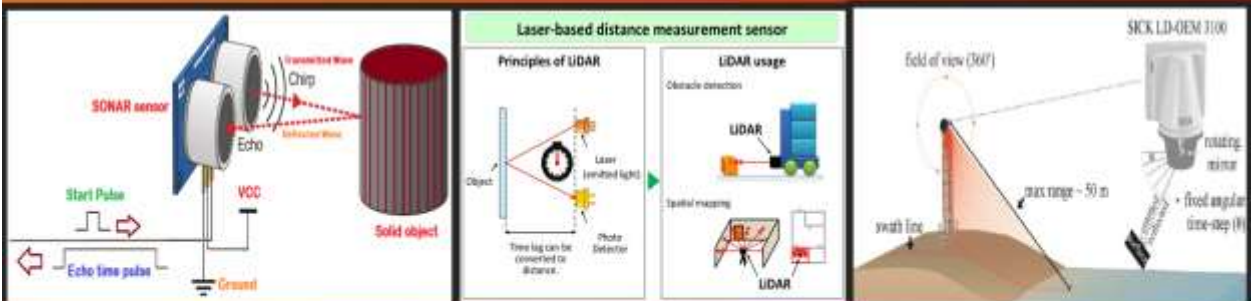 Transmitted Wave
Chirp
SONAR sensor
Refracted Wave
Echo
Start Pulse
VCC
Solid object
Echo time pulse
Ground
Laser-based distance measurement sensor
Principles of LiDAR
Object
Laser
(emitted light)
Photo
Detector
Time lag can be
converted to
distance.
LiDAR usage
Obstacle detection
LiDAR
Spatial mapping
LiDAR
SICK LD-OEM 3100
field of view (360°)
rotating
mirror
max range ~ 50 m
• fixed angular
time-step (θ)
swath line